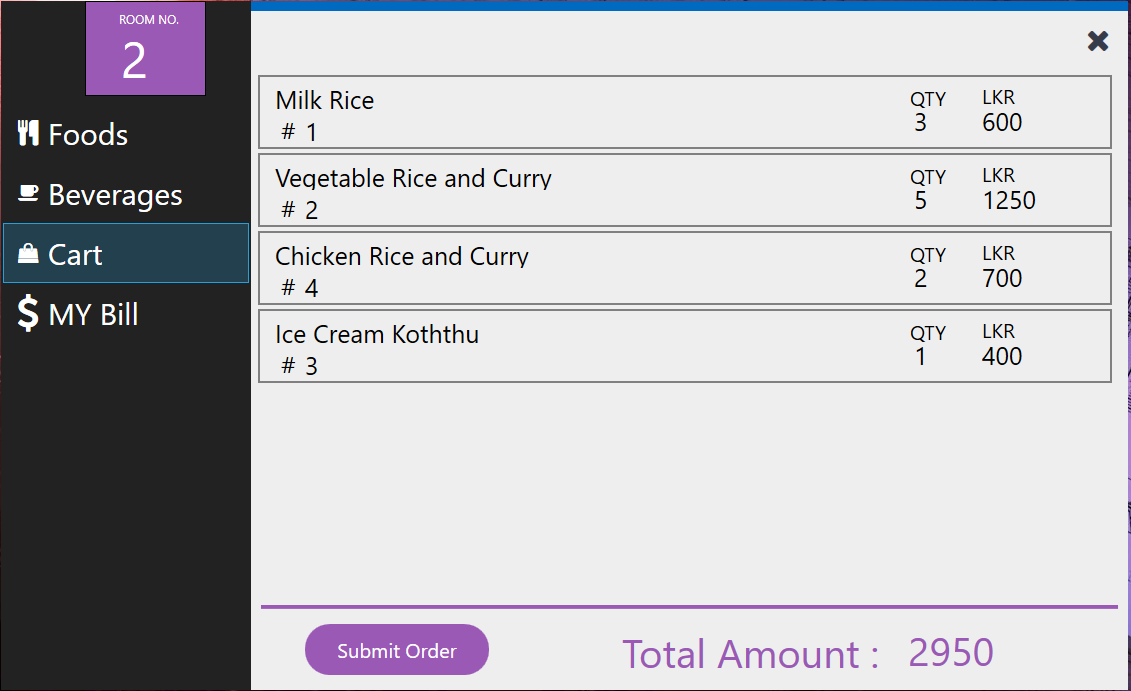 ROOM NO.
2
Foods
Beverages
Cart
MY Bill
Milk Rice
# 1
QTY
3
LKR
600
Vegetable Rice and Curry
# 2
QTY
5
LKR
1250
Chicken Rice and Curry
# 4
QTY
2
LKR
700
Ice Cream Koththu
# 3
QTY
1
LKR
400
Submit Order
Total Amount : 2950